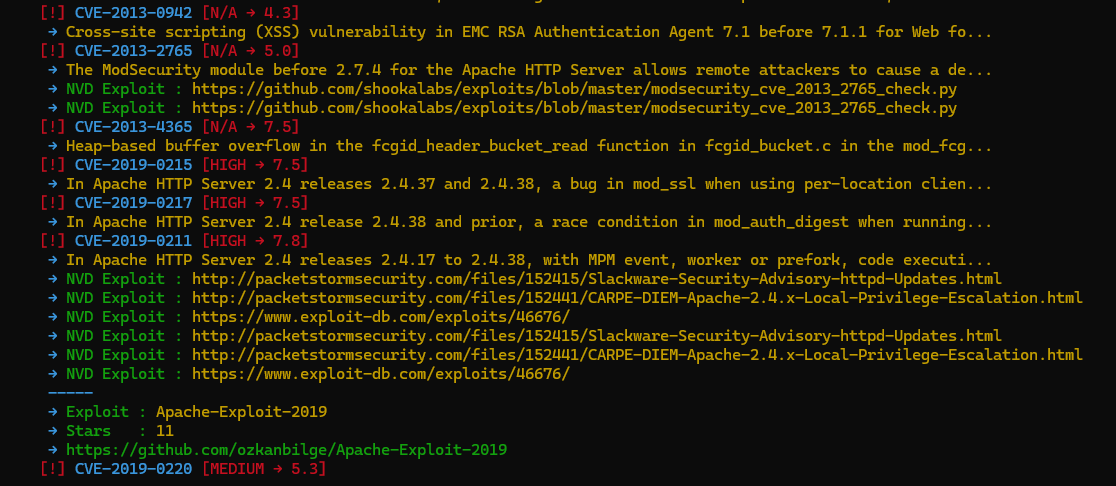 [!] CVE-2013-0942 [N/A → 4.3]
→ Cross-site scripting (XSS) vulnerability in EMC RSA Authentication Agent 7.1 before 7.1.1 for Web fo...
[!] CVE-2013-2765 [N/A → 5.0]
→ The ModSecurity module before 2.7.4 for the Apache HTTP Server allows remote attackers to cause a de...
→ NVD Exploit : https://github.com/shookalabs/exploits/blob/master/modsecurity_cve_2013_2765_check.py
→ NVD Exploit : https://github.com/shookalabs/exploits/blob/master/modsecurity_cve_2013_2765_check.py
[!] CVE-2013-4365 [N/A → 7.5]
→ Heap-based buffer overflow in the fcgid_header_bucket_read function in fcgid_bucket.c in the mod_fcg...
[!] CVE-2019-0215 [HIGH → 7.5]
→ In Apache HTTP Server 2.4 releases 2.4.37 and 2.4.38, a bug in mod_ssl when using per-location clien...
[!] CVE-2019-0217 [HIGH → 7.5]
→ In Apache HTTP Server 2.4 release 2.4.38 and prior, a race condition in mod_auth_digest when running...
[!] CVE-2019-0211 [HIGH → 7.8]
→ In Apache HTTP Server 2.4 releases 2.4.17 to 2.4.38, with MPM event, worker or prefork, code executi...
→ NVD Exploit : http://packetstormsecurity.com/files/152415/Slackware-Security-Advisory-httpd-Updates.html
→ NVD Exploit : http://packetstormsecurity.com/files/152441/CARPE-DIEM-Apache-2.4.x-Local-Privilege-Escalation.html
→ NVD Exploit : https://www.exploit-db.com/exploits/46676/
→ NVD Exploit : http://packetstormsecurity.com/files/152415/Slackware-Security-Advisory-httpd-Updates.html
→ NVD Exploit : http://packetstormsecurity.com/files/152441/CARPE-DIEM-Apache-2.4.x-Local-Privilege-Escalation.html
→ NVD Exploit : https://www.exploit-db.com/exploits/46676/
-----
→ Exploit : Apache-Exploit-2019
→ Stars   : 11
→ https://github.com/ozkanbilge/Apache-Exploit-2019
[!] CVE-2019-0220 [MEDIUM → 5.3]